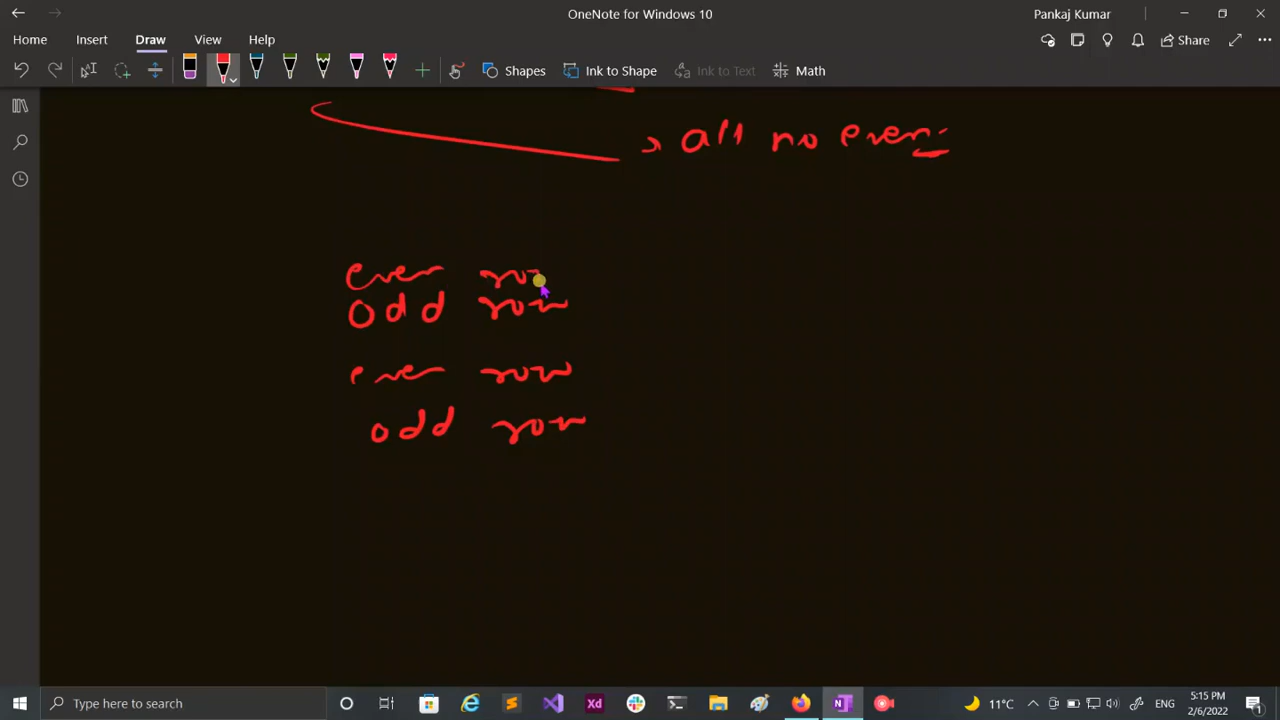 OneNote for Windows 10
Pankaj Kumar
Home Insert Draw View Help
Share
Shapes Ink to Shape Ink to Text Math
all no even.
even row
odd row
even row
odd row
Type here to search
Xd
N
11°C
ENG
5:15 PM
2/6/2022